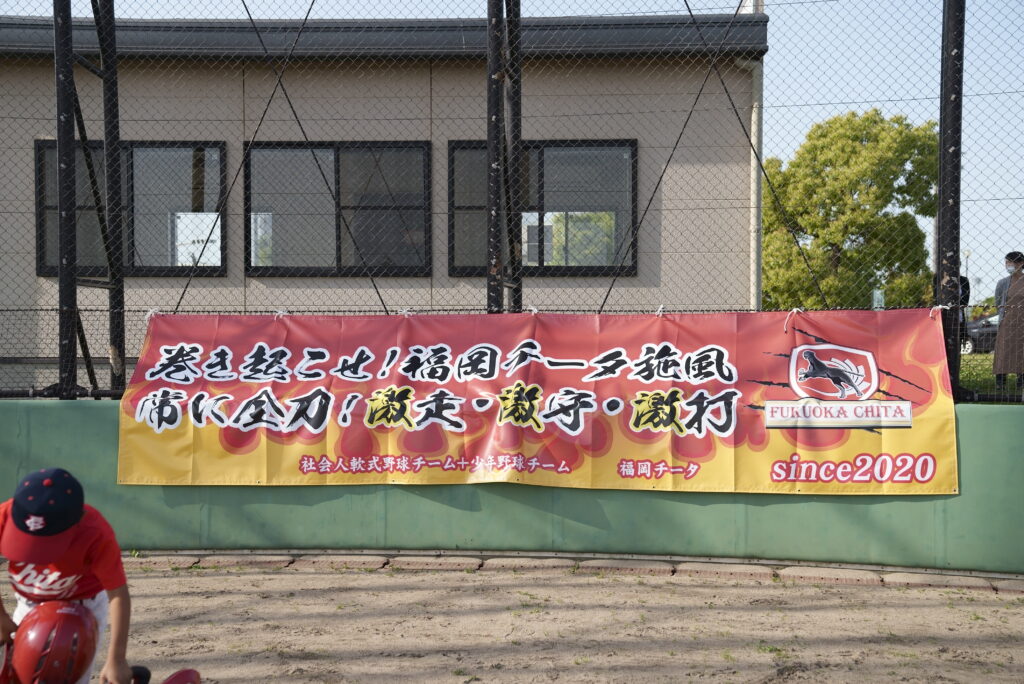 巻き起こせ!福岡チータ旋風
常に全力!激走・激守・激打
FUKUOKA CHITA
社会人軟式野球チーム+少年野球チーム 福岡チータ
since2020
Chita